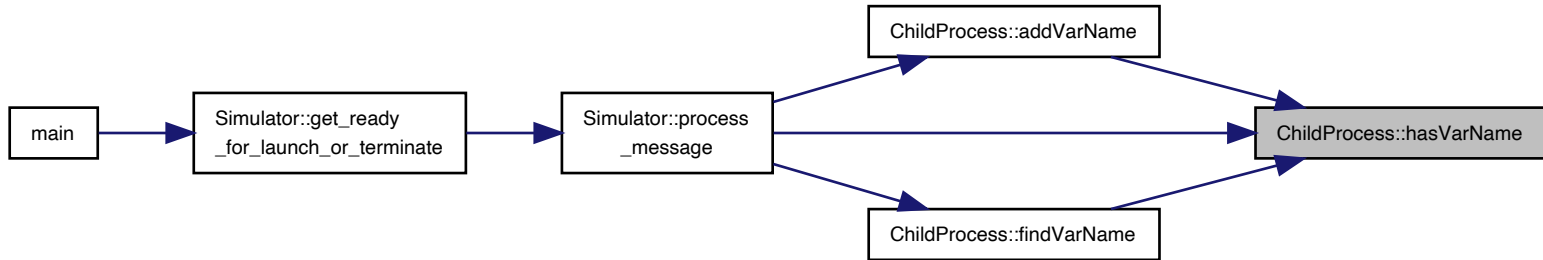 main
Simulator::get_ready
_for_launch_or_terminate
Simulator::process
_message
ChildProcess::addVarName
ChildProcess::findVarName
ChildProcess::hasVarName